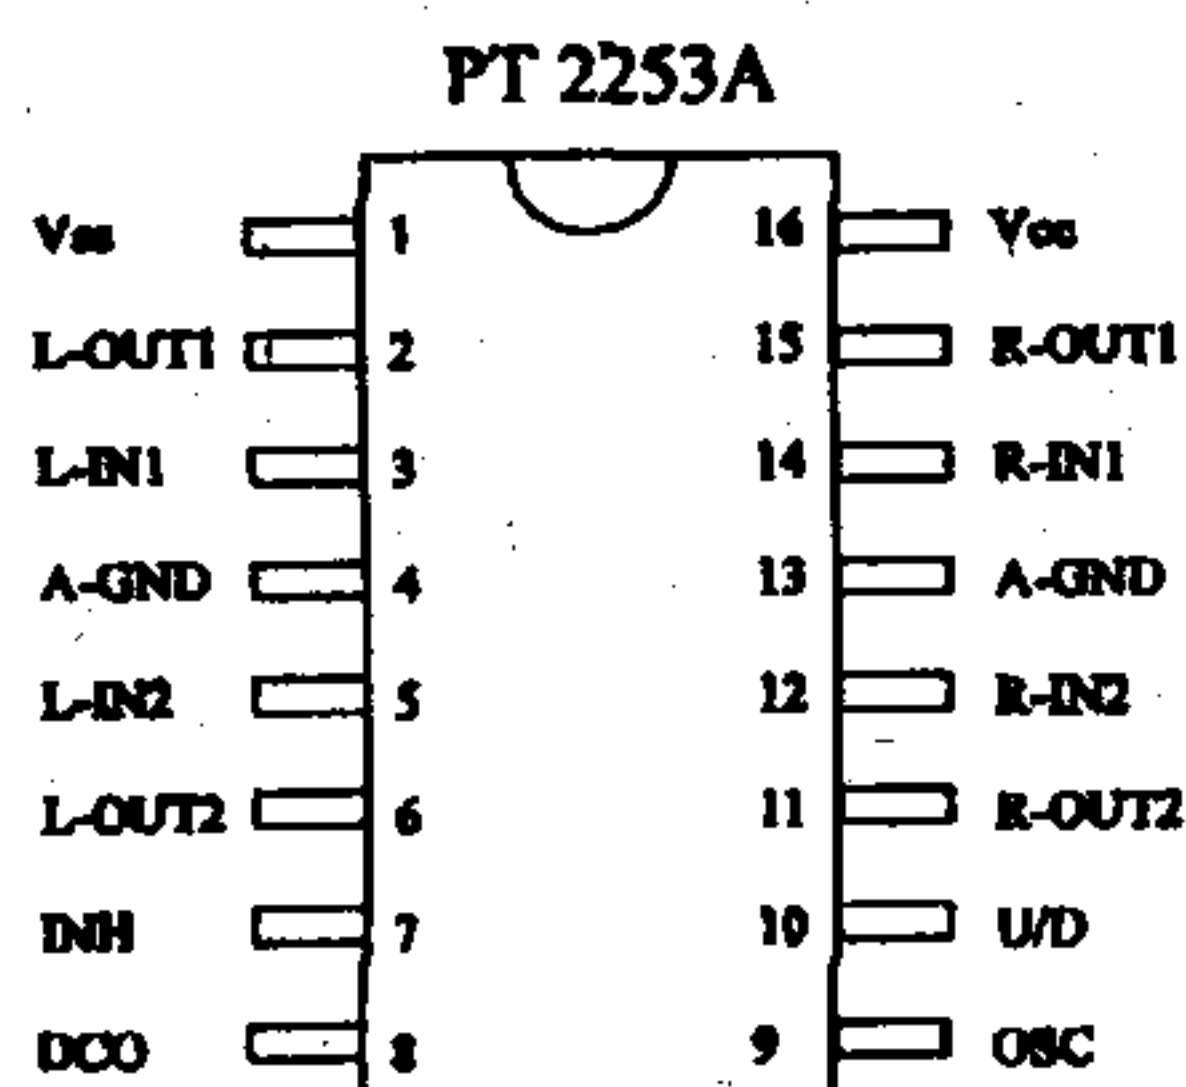 PT 2253A
Vss 1 16 Vcc
L-OUT1 2 15 R-OUT1
L-IN1 3 14 R-IN1
A-GND 4 13 A-GND
L-IN2 5 12 R-IN2
L-OUT2 6 11 R-OUT2
INH 7 10 U/D
DCO 8 9 OSC